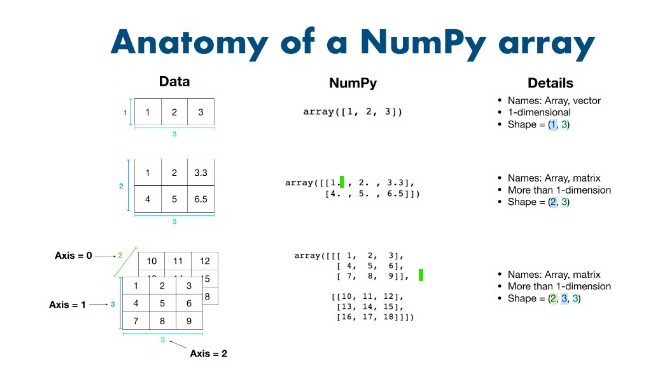 Anatomy of a NumPy array
Data
NumPy
Details
1
1 2 3
3
array([1, 2, 3])
• Names: Array, vector
• 1-dimensional
• Shape = (1, 3)
2
1 2 3.3
4 5 6.5
3
array([[1. , 2. , 3.3],
[4. , 5. , 6.5]])
• Names: Array, matrix
• More than 1-dimension
• Shape = (2, 3)
Axis = 0
2
10 11 12
5
8
Axis = 1
3
1 2 3
4 5 6
7 8 9
3
Axis = 2
array([[[ 1, 2, 3],
[ 4, 5, 6],
[ 7, 8, 9]],
[[10, 11, 12],
[13, 14, 15],
[16, 17, 18]]])
• Names: Array, matrix
• More than 1-dimension
• Shape = (2, 3, 3)